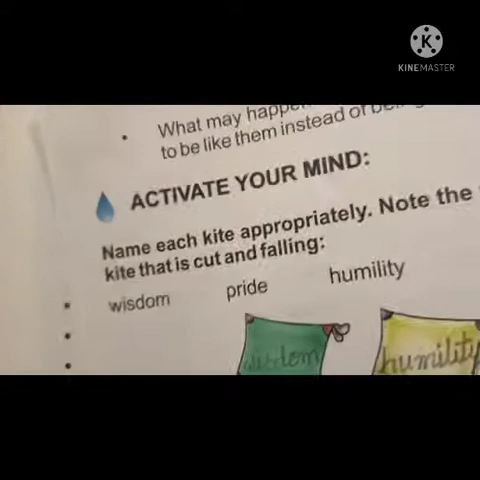 KINEMASTER
What may happen
to be like them instead of
ACTIVATE YOUR MIND:
Name each kite appropriately. Note the
kite that is cut and falling:
wisdom pride humility
wisdom humility